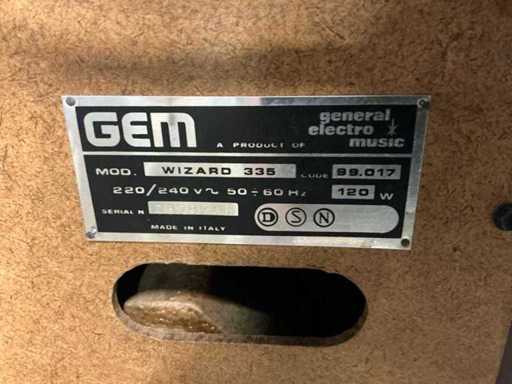 GEM
A PRODUCT OF
general
electro
music
MOD. WIZARD 335 CODE 99.017
220/240 V~ 50÷60 Hz 120 W
SERIAL N
D S N
MADE IN ITALY